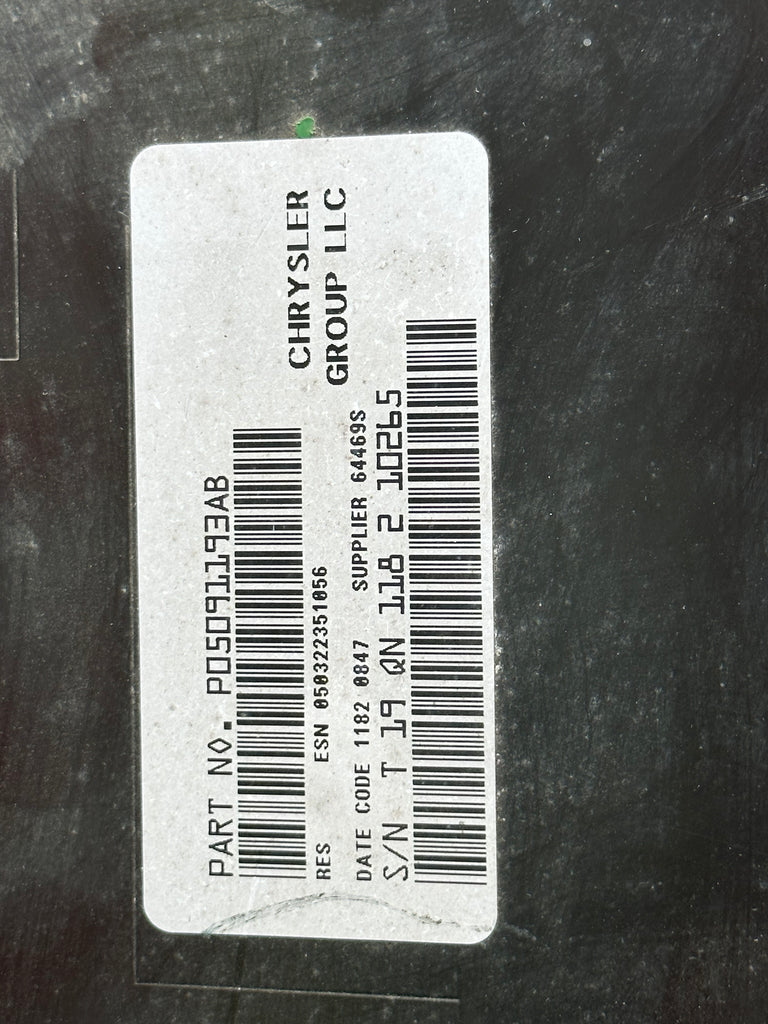 CHRYSLER
GROUP LLC
PART NO. P05091193AB
RES ESN 050322351056
DATE CODE 1182 0847 SUPPLIER 64469S
S/N T 19 QN 118 2 10265